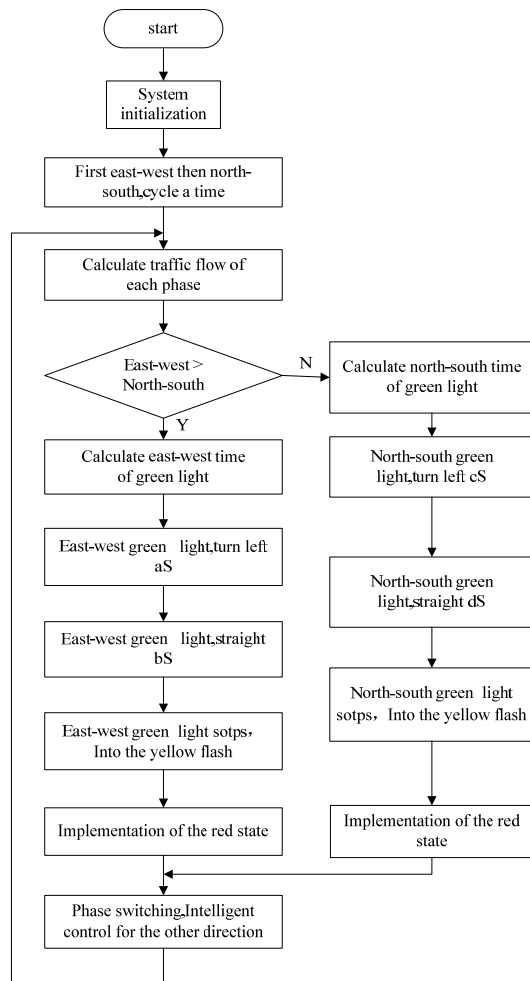 start
System
initialization
First east-west then north-
south,cycle a time
Calculate traffic flow of
each phase
East-west >
North-south
N
Y
Calculate north-south time
of green light
Calculate east-west time
of green light
North-south green
light,turn left cS
East-west green light,turn left
aS
North-south green
light,straight dS
East-west green light,straight
bS
North-south green light
sotps，Into the yellow flash
East-west green light sotps，
Into the yellow flash
Implementation of the red state
Implementation of the red
state
Phase switching,Intelligent
control for the other direction